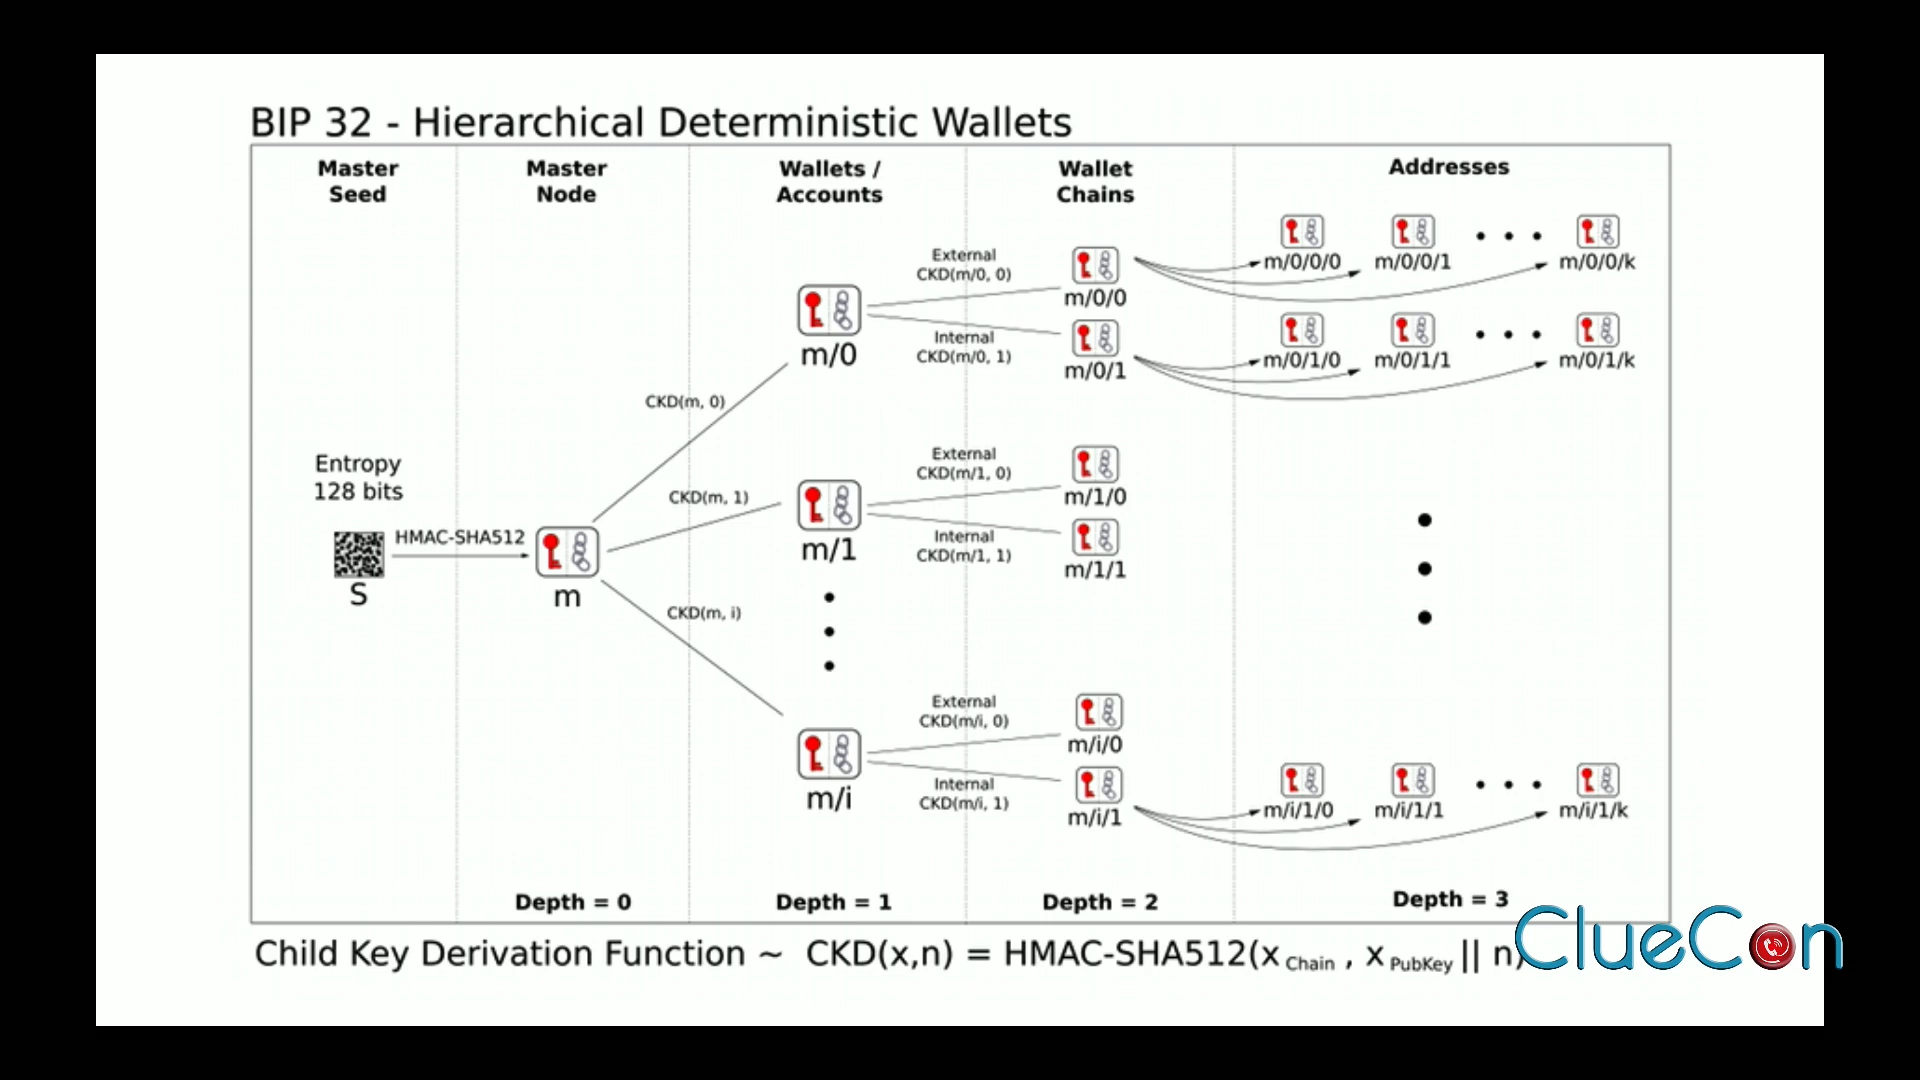 BIP 32 - Hierarchical Deterministic Wallets
Master
Seed
Master
Node
Wallets /
Accounts
Wallet
Chains
Addresses
External
CKD(m/0, 0)
m/0/0
m/0/0/0
m/0/0/1
m/0/0/k
m/0
Internal
CKD(m/0, 1)
m/0/1
m/0/1/0
m/0/1/1
m/0/1/k
CKD(m, 0)
Entropy
128 bits
HMAC-SHA512
S
m
CKD(m, 1)
m/1
External
CKD(m/1, 0)
m/1/0
Internal
CKD(m/1, 1)
m/1/1
CKD(m, i)
m/i
External
CKD(m/i, 0)
m/i/0
Internal
CKD(m/i, 1)
m/i/1
m/i/1/0
m/i/1/1
m/i/1/k
Depth = 0
Depth = 1
Depth = 2
Depth = 3
Child Key Derivation Function ~ CKD(x,n) = HMAC-SHA512(x Chain , x PubKey || n)
ClueCon